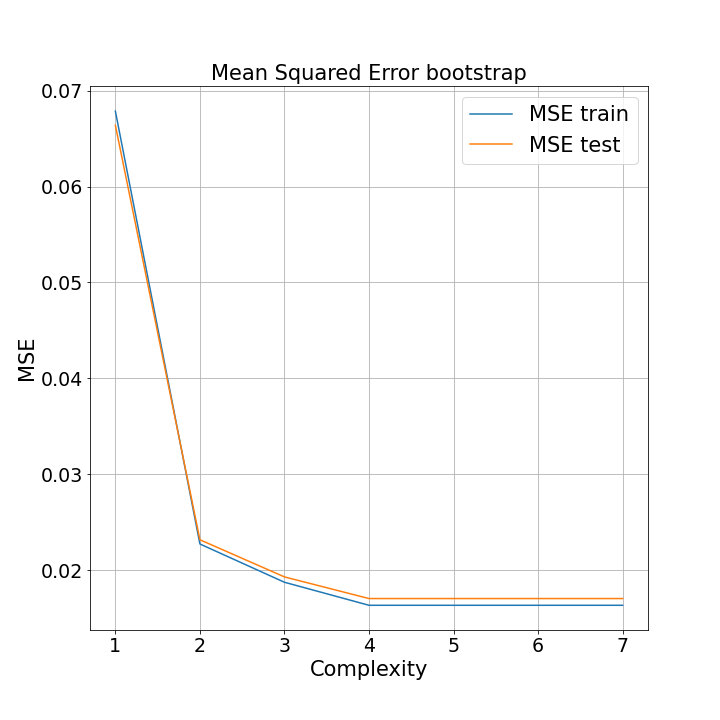 Mean Squared Error bootstrap
MSE train
MSE test
0.07
0.06
0.05
0.04
0.03
0.02
MSE
1 2 3 4 5 6 7
Complexity